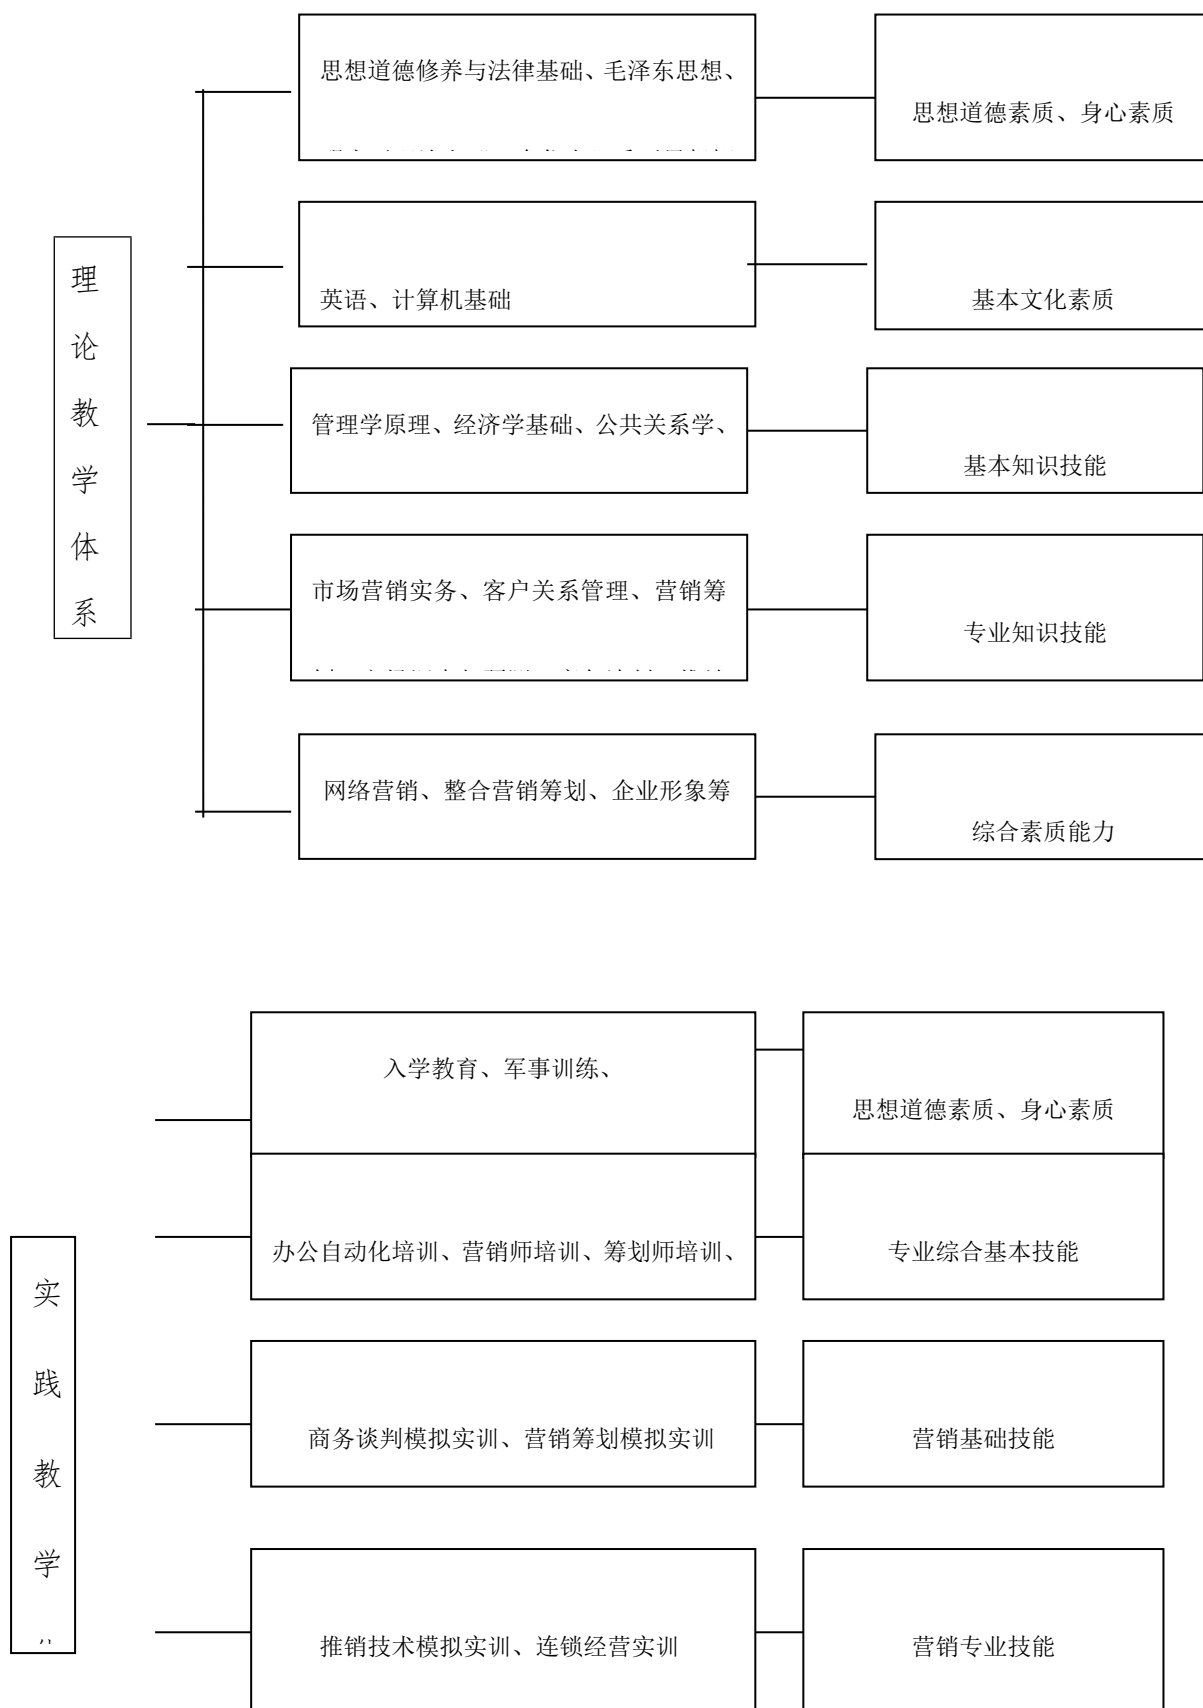 思想道德修养与法律基础、毛泽东思想、
思想道德素质、身心素质
英语、计算机基础
基本文化素质
理论教学体系
管理学原理、经济学基础、公共关系学、
基本知识技能
市场营销实务、客户关系管理、营销筹
专业知识技能
网络营销、整合营销筹划、企业形象筹
综合素质能力
入学教育、军事训练、
思想道德素质、身心素质
办公自动化培训、营销师培训、筹划师培训、
专业综合基本技能
实践教学
商务谈判模拟实训、营销筹划模拟实训
营销基础技能
推销技术模拟实训、连锁经营实训
营销专业技能